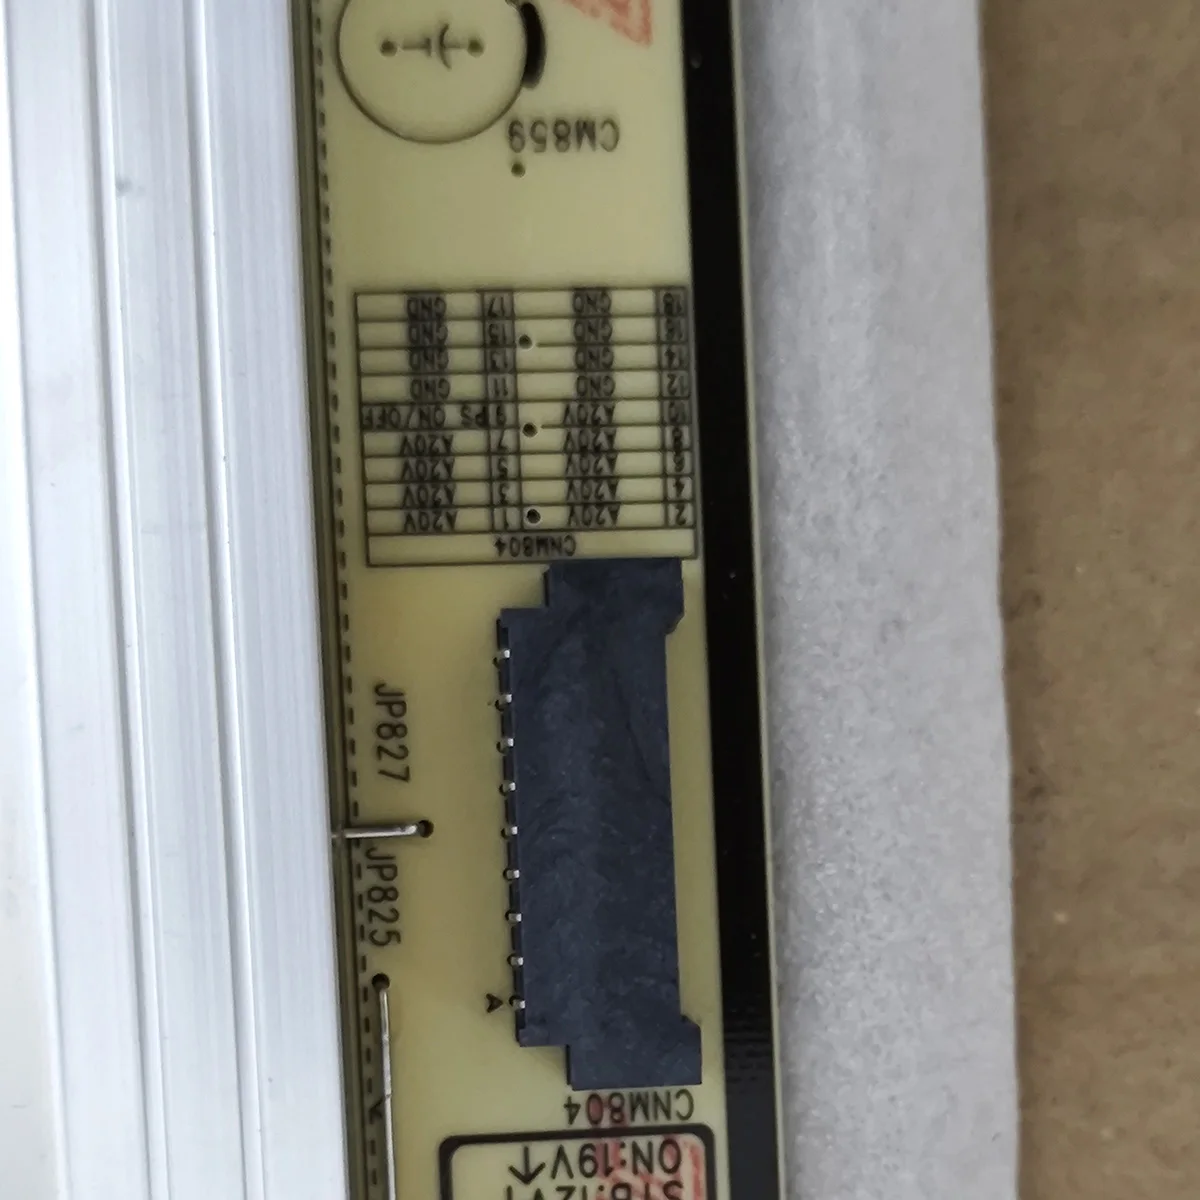 STB:12V↑
ON:19V↑
CNM804
A
JP825
JP827
CNM804
2 A20V 1 A20V
4 A20V 3 A20V
6 A20V 5 A20V
8 A20V 7 A20V
10 A20V 9 PS ON/OFF
12 GND 11 GND
14 GND 13 GND
16 GND 15 GND
18 GND 17 GND
CM859